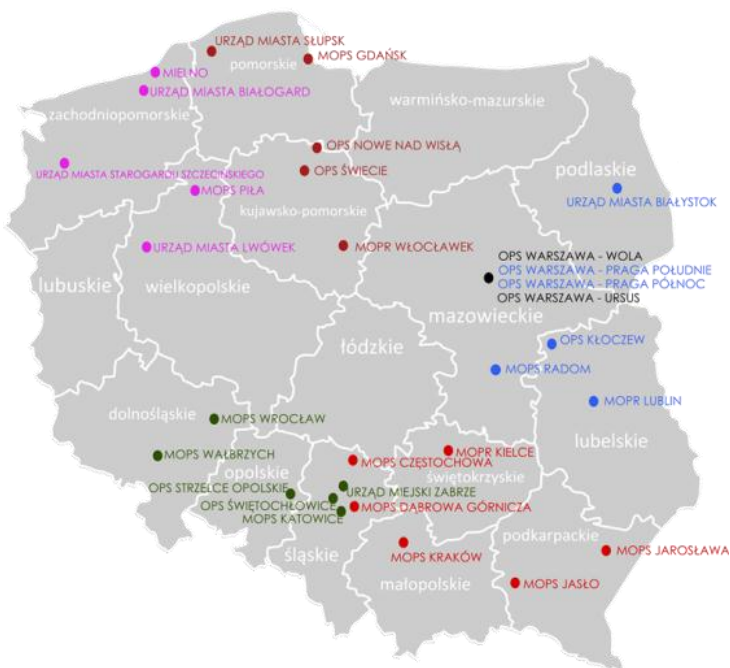 URZĄD MIASTA SŁUPSK
MOPS GDAŃSK
pomorskie
MIELNO
URZĄD MIASTA BIAŁOGARD
warmińsko-mazurskie
zachodniopomorskie
OPS NOWE NAD WISŁĄ
podlaskie
URZĄD MIASTA STAROGARDU SZCZECIŃSKIEGO
OPS ŚWIECIE
MOPS PIŁA
URZĄD MIASTA BIAŁYSTOK
kujawsko-pomorskie
URZĄD MIASTA LWÓWEK
MOPR WŁOCŁAWEK
OPS WARSZAWA - WOLA
OPS WARSZAWA - PRAGA POŁUDNIE
OPS WARSZAWA - PRAGA PÓŁNOC
OPS WARSZAWA - URSUS
lubuskie
wielkopolskie
mazowieckie
OPS KŁOCZEW
łódzkie
MOPS RADOM
MOPR LUBLIN
dolnośląskie
MOPS WROCŁAW
lubelskie
MOPS WAŁBRZYCH
MOPR KIELCE
MOPS CZĘSTOCHOWA
opolskie
świętokrzyskie
OPS STRZELCE OPOLSKIE
URZĄD MIEJSKI ZABRZE
OPS ŚWIĘTOCHŁOWICE
MOPS DĄBROWA GÓRNICZA
MOPS KATOWICE
podkarpackie
śląskie
MOPS KRAKÓW
MOPS JAROSŁAWA
małopolskie
MOPS JASŁO